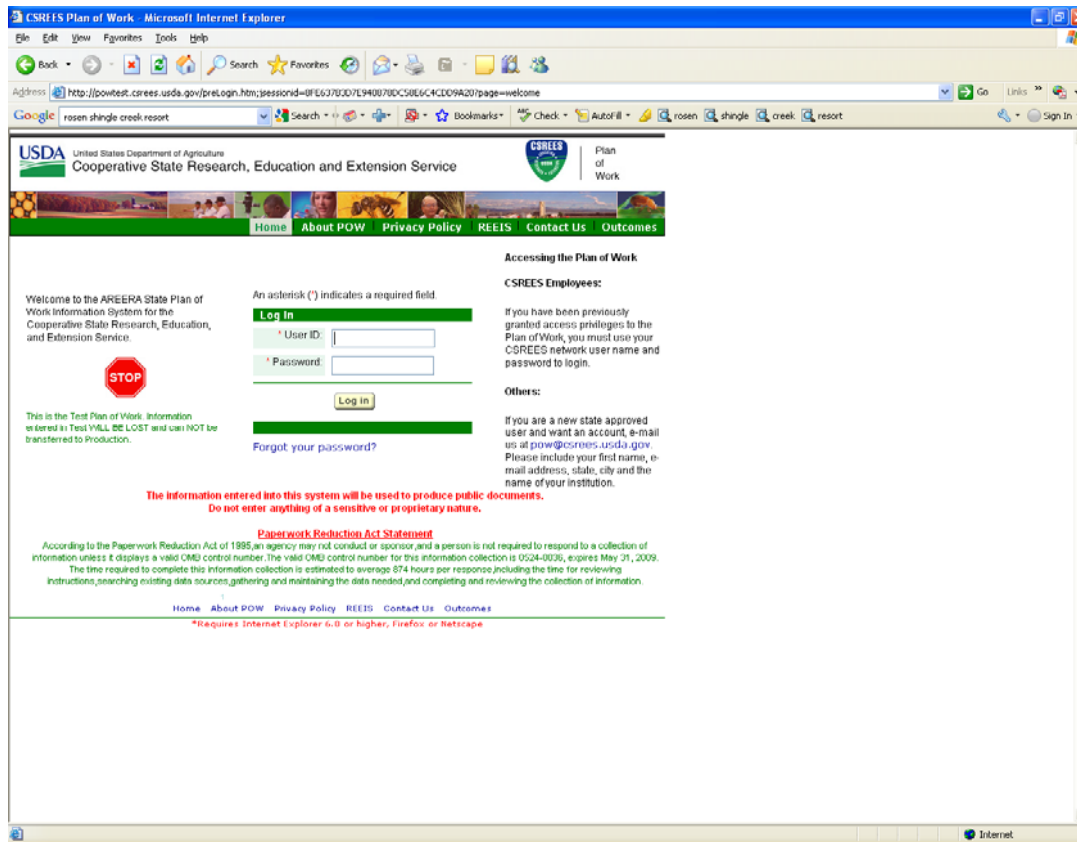 CSREES Plan of Work - Microsoft Internet Explorer
File Edit View Favorites Tools Help
Back Search Favorites
Address http://powtest.csrees.usda.gov/preLogin.htm;jsessionid=0FE637B3D7E940878DC58E6C4CDD9A20?page=welcome Go Links
Google rosen shingle creek resort Search Bookmarks Check AutoFill rosen shingle creek resort Sign In
USDA United States Department of Agriculture
Cooperative State Research, Education and Extension Service
CSREES
Plan
of
Work
Home About POW Privacy Policy REEIS Contact Us Outcomes
Welcome to the AREERA State Plan of
Work Information System for the
Cooperative State Research, Education,
and Extension Service.
STOP
This is the Test Plan of Work. Information
entered in Test WILL BE LOST and can NOT be
transferred to Production.
An asterisk (*) indicates a required field.
Log In
* User ID:
* Password:
Log in
Forgot your password?
Accessing the Plan of Work
CSREES Employees:
If you have been previously
granted access privileges to the
Plan of Work, you must use your
CSREES network user name and
password to login.
Others:
If you are a new state approved
user and want an account, e-mail
us at pow@csrees.usda.gov.
Please include your first name, e-
mail address, state, city and the
name of your institution.
The information entered into this system will be used to produce public documents.
Do not enter anything of a sensitive or proprietary nature.
Paperwork Reduction Act Statement
According to the Paperwork Reduction Act of 1995,an agency may not conduct or sponsor,and a person is not required to respond to a collection of
information unless it displays a valid OMB control number.The valid OMB control number for this information collection is 0524-0036, expires May 31, 2009.
The time required to complete this information collection is estimated to average 874 hours per response,including the time for reviewing
instructions,searching existing data sources,gathering and maintaining the data needed,and completing and reviewing the collection of information.
Home About POW Privacy Policy REEIS Contact Us Outcomes
*Requires Internet Explorer 6.0 or higher, Firefox or Netscape
Internet